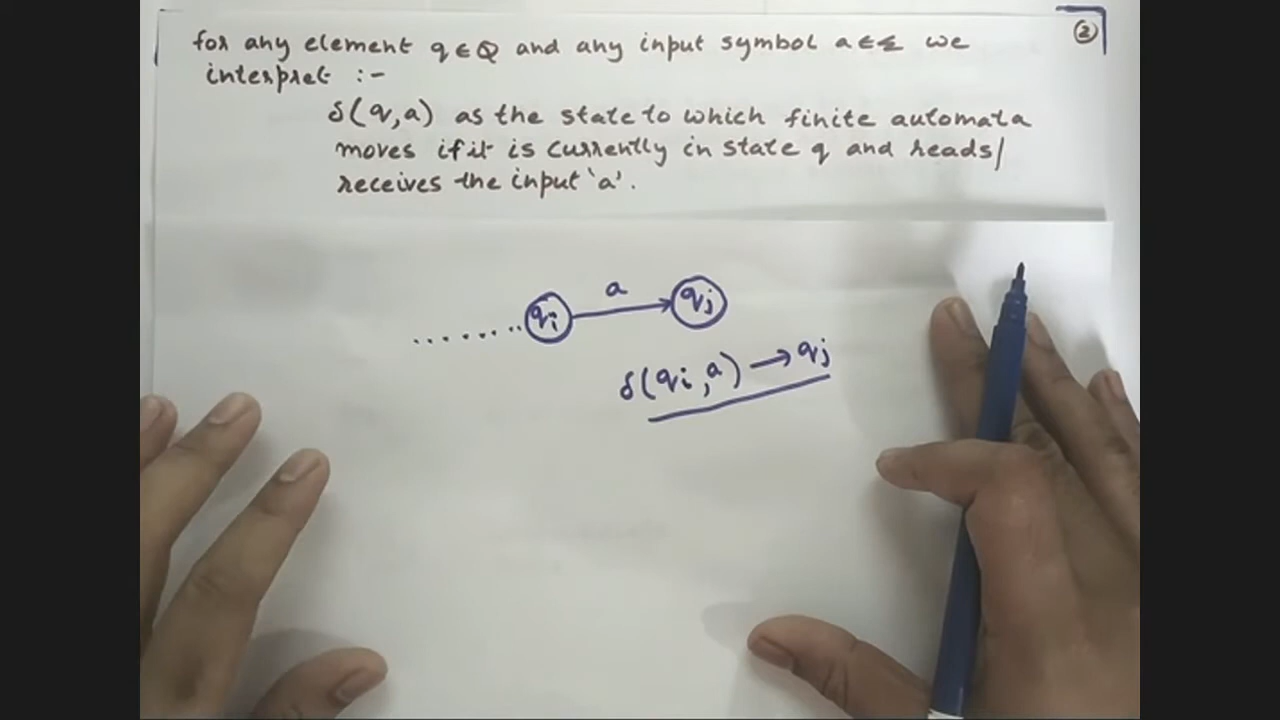 ②
for any element q ∈ Q and any input symbol a ∈ Σ we
interpret :-
δ(q,a) as the state to which finite automata
moves if it is currently in state q and reads/
receives the input 'a'.
a
qi qj
δ(qi,a) → qj